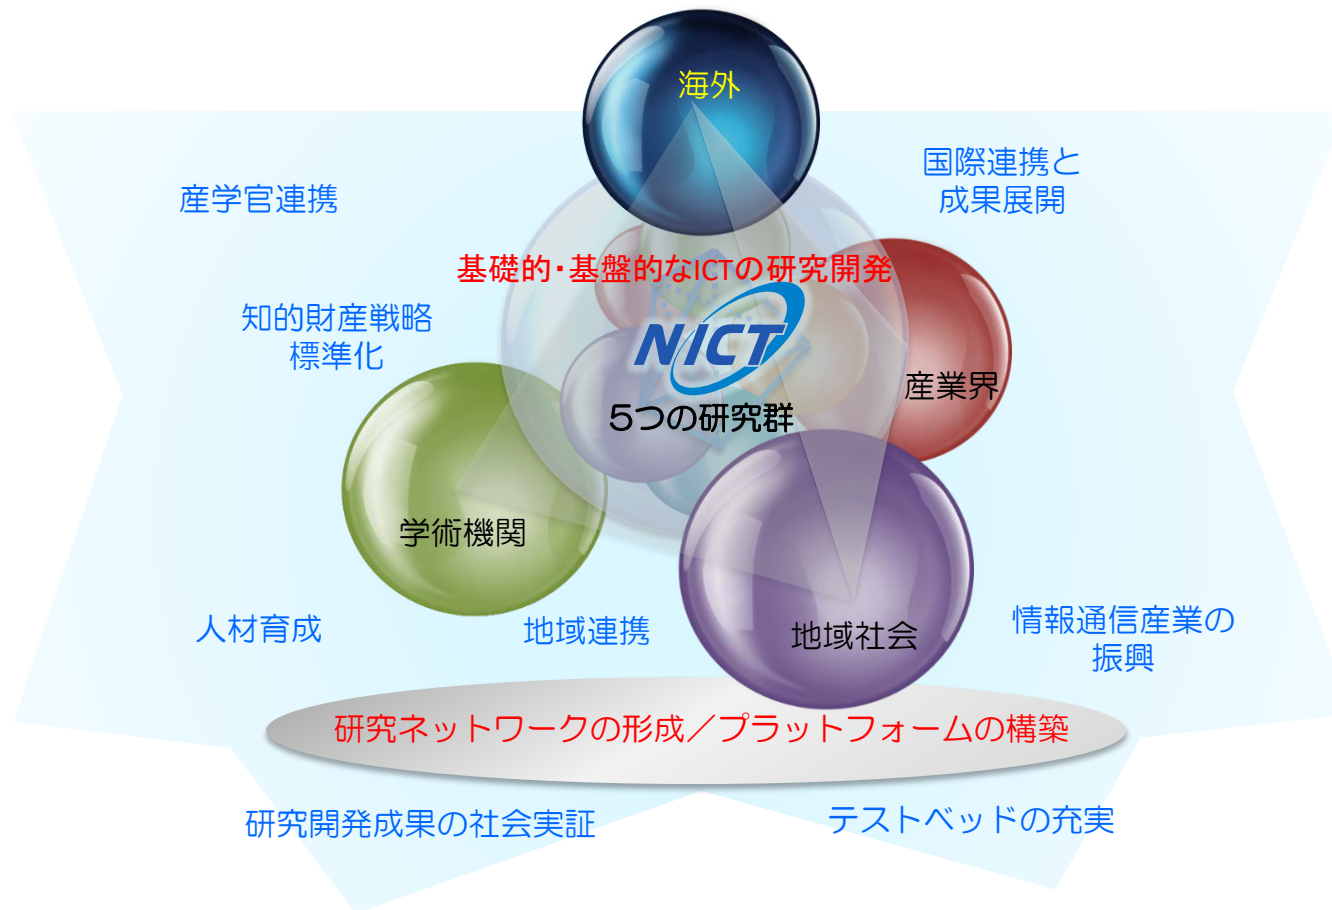 海外
産学官連携
国際連携と
成果展開
基礎的・基盤的なICTの研究開発
NICT
5つの研究群
知的財産戦略
標準化
産業界
学術機関
地域社会
人材育成
地域連携
情報通信産業の
振興
研究ネットワークの形成／プラットフォームの構築
研究開発成果の社会実証
テストベッドの充実